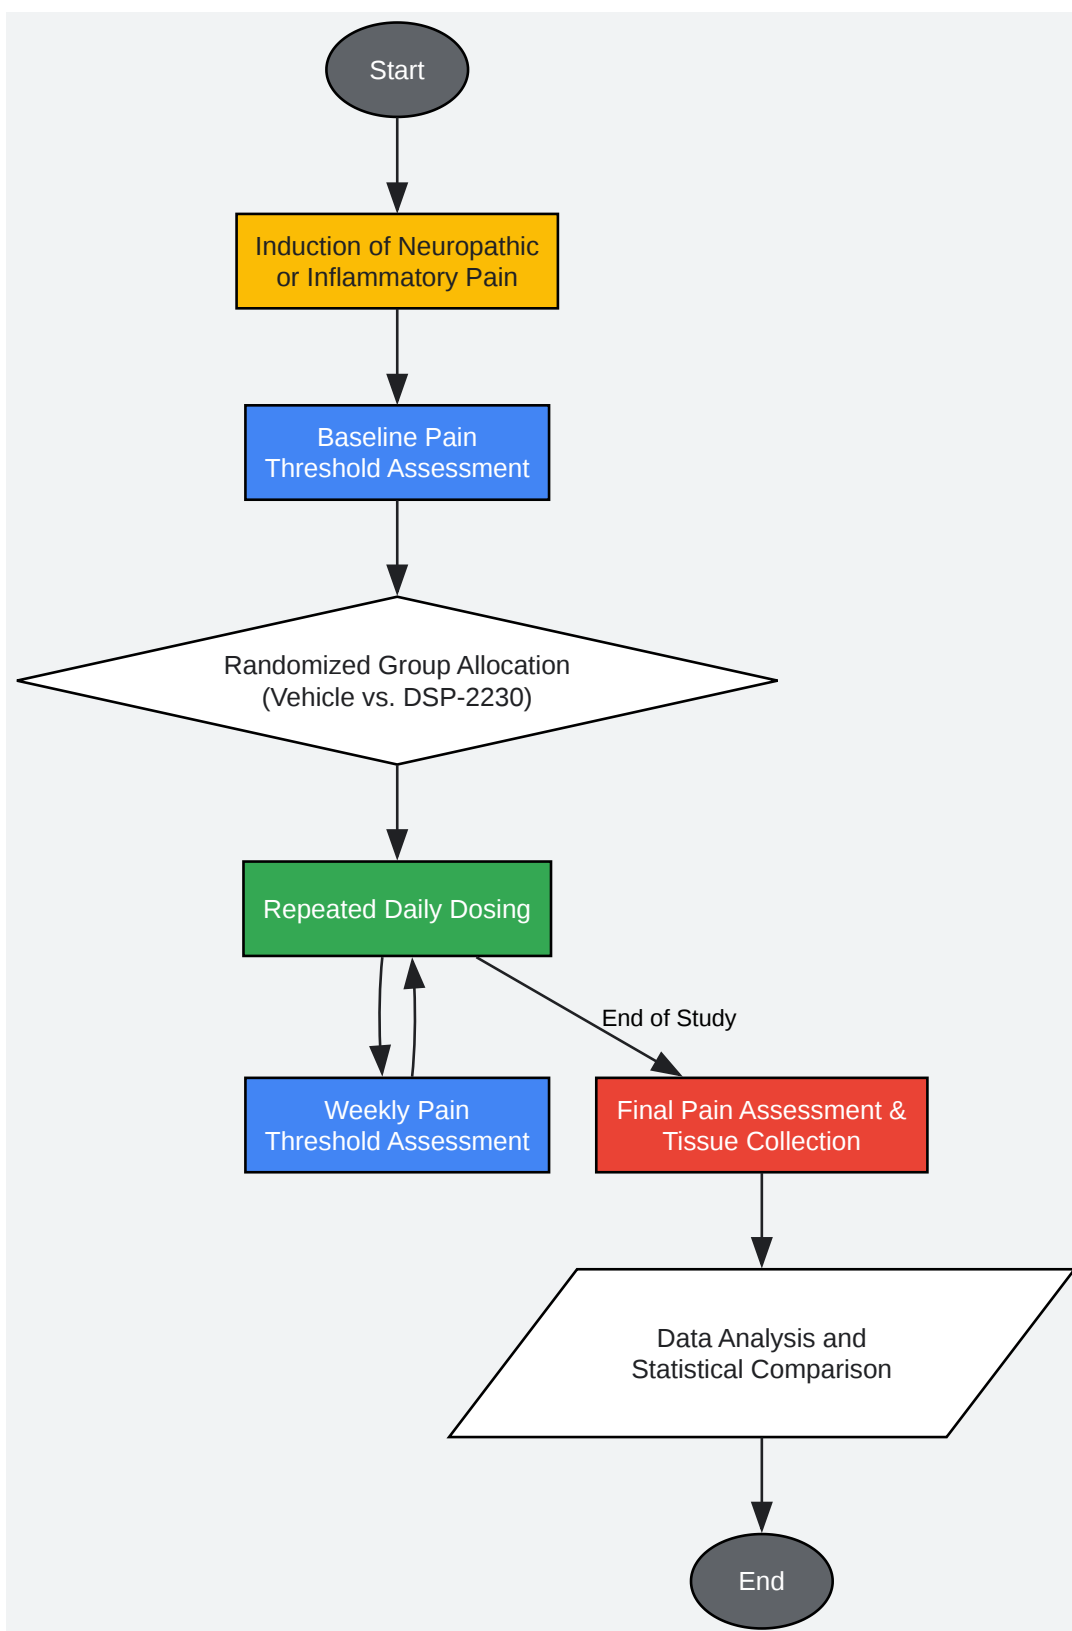 Start
Induction of Neuropathic
or Inflammatory Pain
Baseline Pain
Threshold Assessment
Randomized Group Allocation
(Vehicle vs. DSP-2230)
Repeated Daily Dosing
End of Study
Weekly Pain
Threshold Assessment
Final Pain Assessment &
Tissue Collection
Data Analysis and
Statistical Comparison
End